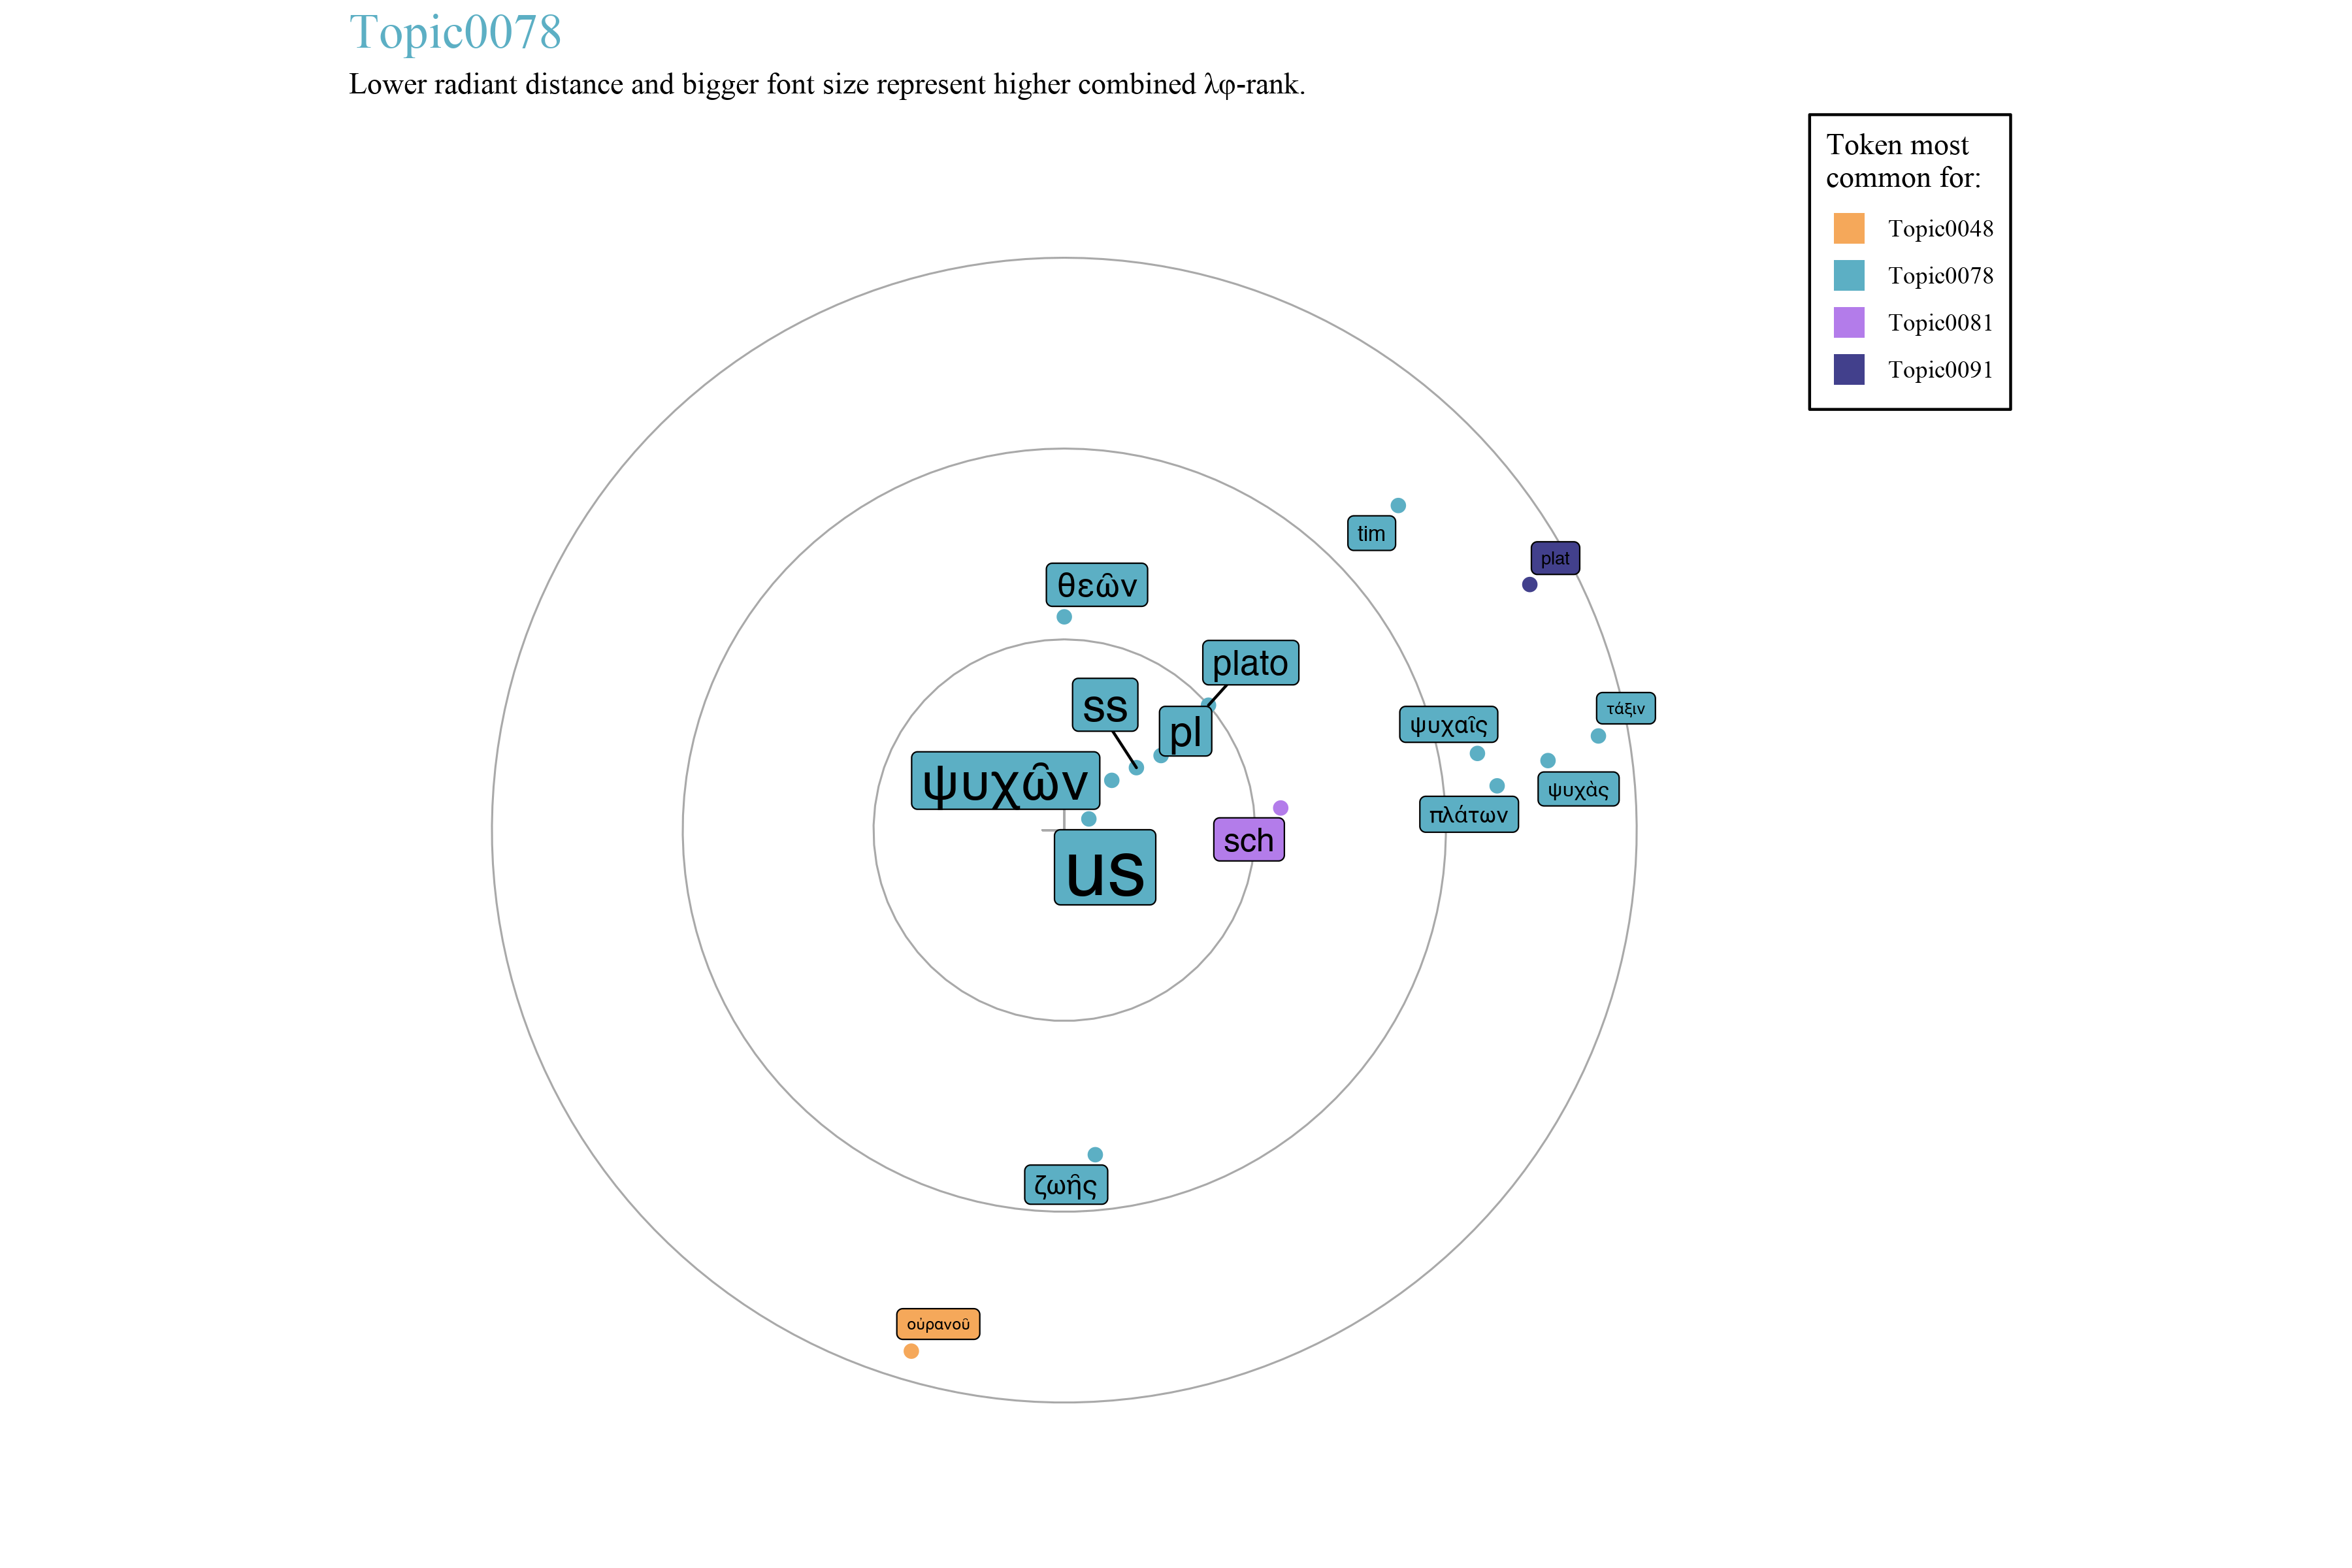 Topic0078
Lower radiant distance and bigger font size represent higher combined λφ-rank.
Token most
common for:
Topic0048
Topic0078
Topic0081
Topic0091
tim
plat
θεῶν
plato
ss
pl
ψυχῶν
us
sch
ψυχαῖς
τάξιν
ψυχὰς
πλάτων
ζωῆς
οὐρανοῦ